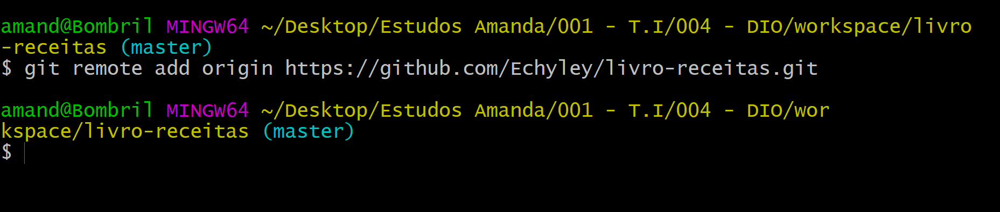 amand@Bombril MINGW64 ~/Desktop/Estudos Amanda/001 - T.I/004 - DIO/workspace/livro
-receitas (master)
$ git remote add origin https://github.com/Echyley/livro-receitas.git
amand@Bombril MINGW64 ~/Desktop/Estudos Amanda/001 - T.I/004 - DIO/wor
kspace/livro-receitas (master)
$